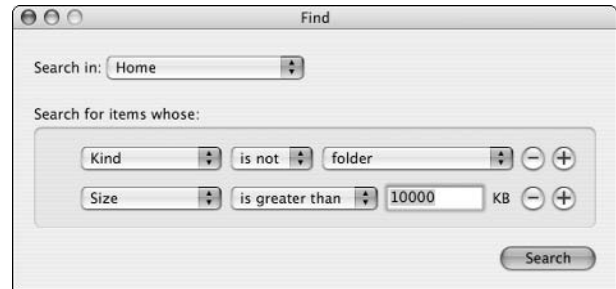 Find
Search in: Home
Search for items whose:
Kind is not folder
Size is greater than 10000 KB
Search